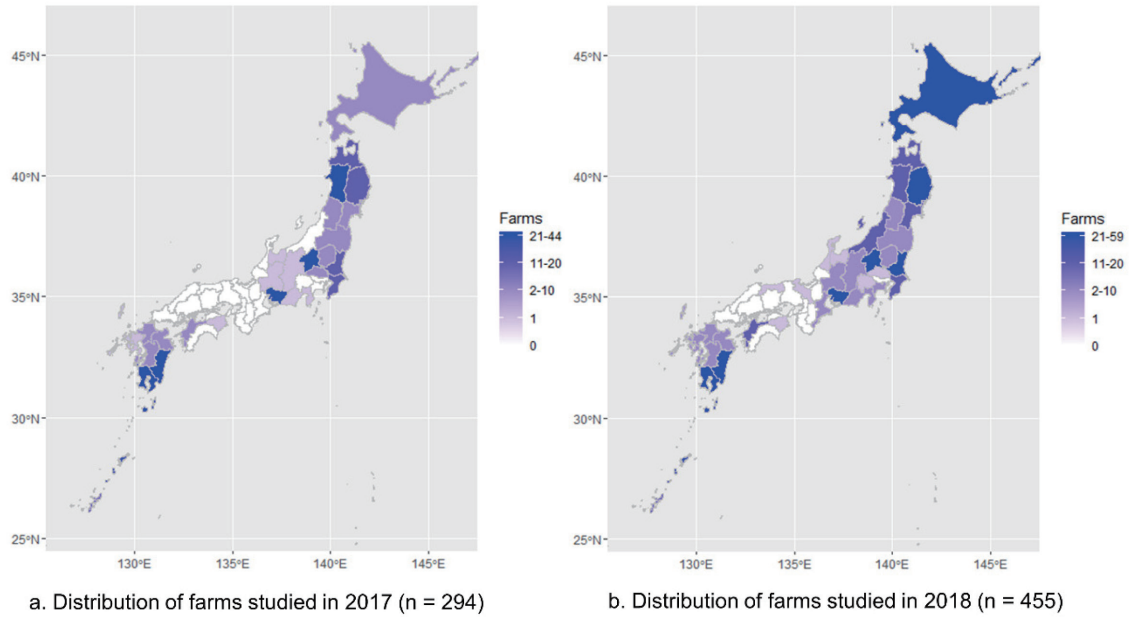 45°N
40°N
35°N
30°N
25°N
130°E
135°E
140°E
145°E
Farms
21-44
11-20
2-10
1
0
a. Distribution of farms studied in 2017 (n = 294)
45°N
40°N
35°N
30°N
25°N
130°E
135°E
140°E
145°E
Farms
21-59
11-20
2-10
1
0
b. Distribution of farms studied in 2018 (n = 455)